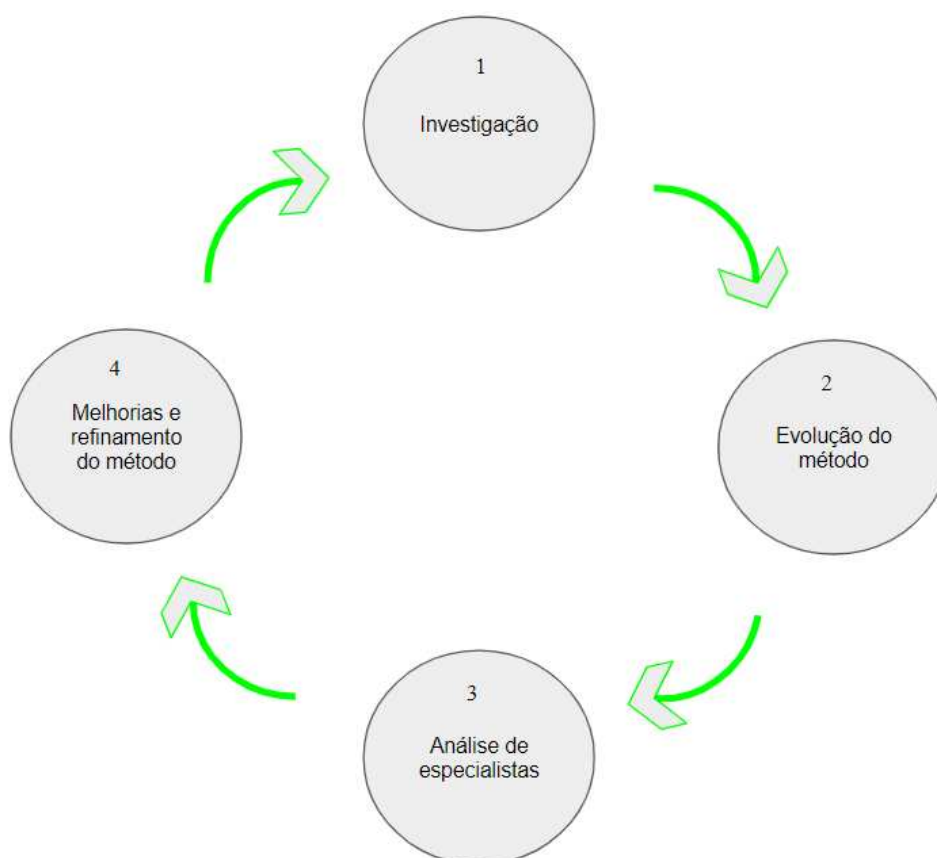 1
Investigação
2
Evolução do
método
3
Análise de
especialistas
4
Melhorias e
refinamento
do método